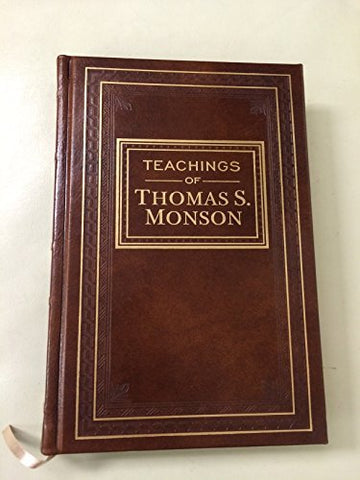 TEACHINGS
OF
THOMAS S.
MONSON